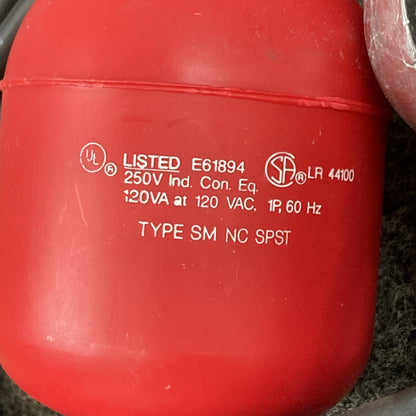 UL ® LISTED E61894 SA ® LR 44100
250V Ind. Con. Eq.
120VA at 120 VAC, 1P, 60 Hz
TYPE SM NC SPST